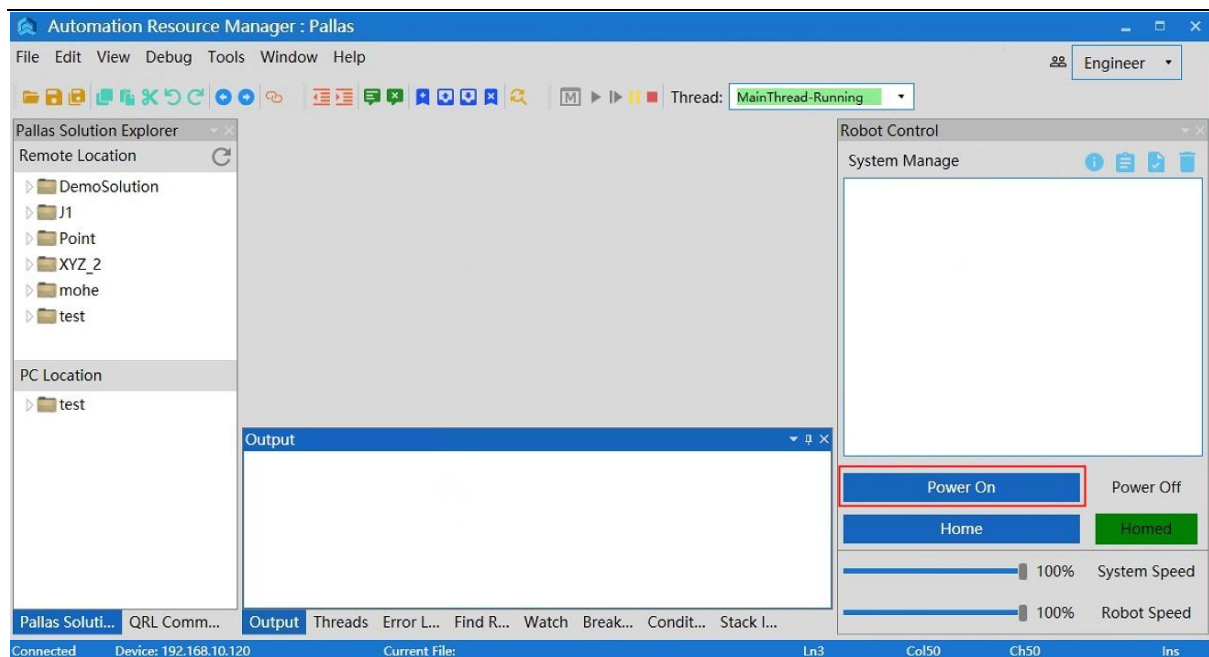 Automation Resource Manager : Pallas
File Edit View Debug Tools Window Help
Engineer
M Thread: MainThread-Running
Pallas Solution Explorer
Remote Location
DemoSolution
J1
Point
XYZ_2
mohe
test
PC Location
test
Pallas Soluti... QRL Comm...
Output
Output Threads Error L... Find R... Watch Break... Condit... Stack I...
Robot Control
System Manage
Power On Power Off
Home Homed
100% System Speed
100% Robot Speed
Connected Device: 192.168.10.120 Current File: Ln3 Col50 Ch50 Ins